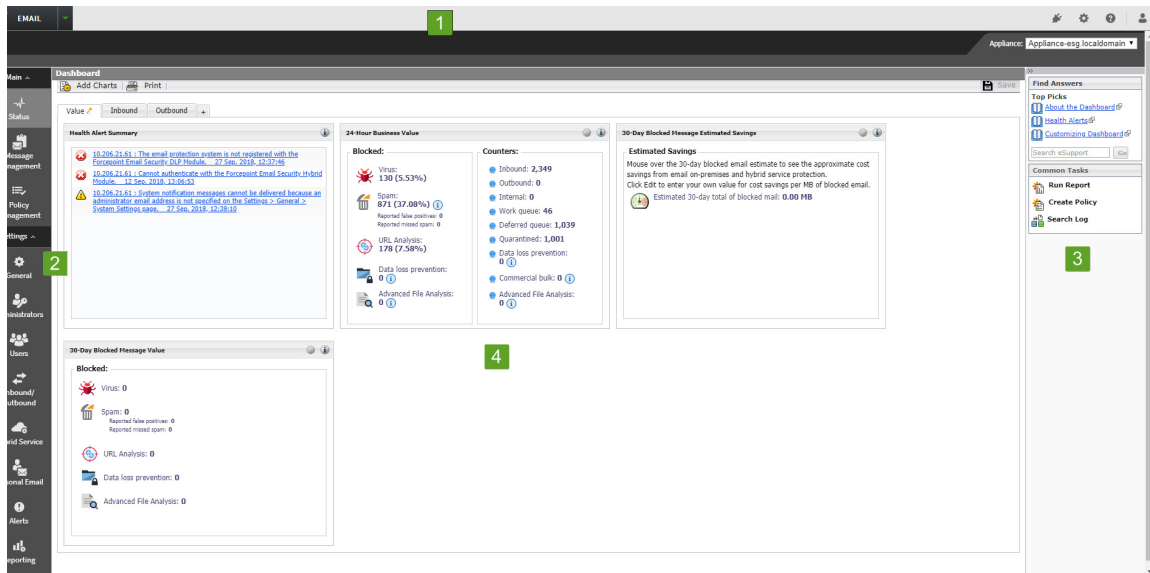 EMAIL
1
Appliance: Appliance-esg localdomain
Main
Status
Message
Management
Policy
Management
Settings
2
General
Administrators
Users
Inbound/
Outbound
Hybrid Service
Personal Email
Alerts
Reporting
Dashboard
Add Charts | Print |
Save
Value
Inbound
Outbound
+
Health Alert Summary
10.206.21.61 : The email protection system is not registered with the
Forcepoint Email Security DLP Module. 27 Sep. 2018, 12:37:46
10.206.21.61 : Cannot authenticate with the Forcepoint Email Security Hybrid
Module. 12 Sep. 2018, 13:06:53
10.206.21.61 : System notification messages cannot be delivered because an
administrator email address is not specified on the Settings > General >
System Settings page. 27 Sep. 2018, 12:38:10
24-Hour Business Value
Blocked:
Virus:
130 (5.53%)
Spam:
871 (37.08%)
Reported false positives: 0
Reported missed spam: 0
URL Analysis:
178 (7.58%)
Data loss prevention:
0
Advanced File Analysis:
0
Counters:
Inbound: 2,349
Outbound: 0
Internal: 0
Work queue: 46
Deferred queue: 1,039
Quarantined: 1,001
Data loss prevention:
0
Commercial bulk: 0
Advanced File Analysis:
0
30-Day Blocked Message Estimated Savings
Estimated Savings
Mouse over the 30-day blocked email estimate to see the approximate cost
savings from email on-premises and hybrid service protection.
Click Edit to enter your own value for cost savings per MB of blocked email.
Estimated 30-day total of blocked mail: 0.00 MB
30-Day Blocked Message Value
Blocked:
Virus: 0
Spam: 0
Reported false positives: 0
Reported missed spam: 0
URL Analysis: 0
Data loss prevention: 0
Advanced File Analysis: 0
4
>>
Find Answers
Top Picks
About the Dashboard
Health Alerts
Customizing Dashboard
Search eSupport
Go
Common Tasks
Run Report
Create Policy
Search Log
3